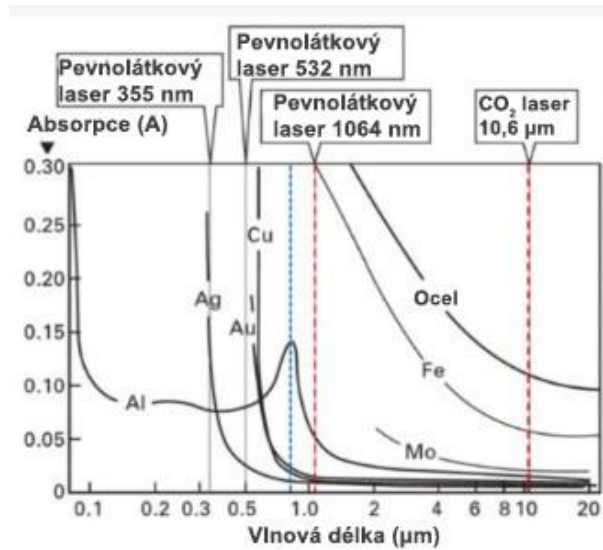 Pevnolátkový
laser 355 nm
Pevnolátkový
laser 532 nm
Pevnolátkový
laser 1064 nm
CO₂ laser
10,6 µm
Absorpce (A)
0.30
0.25
0.20
0.15
0.10
0.05
0
Cu
Ag
Au
Al
Ocel
Fe
Mo
0.1 0.2 0.3 0.5 1.0 2 4 6 8 10 20
Vlnová délka (µm)